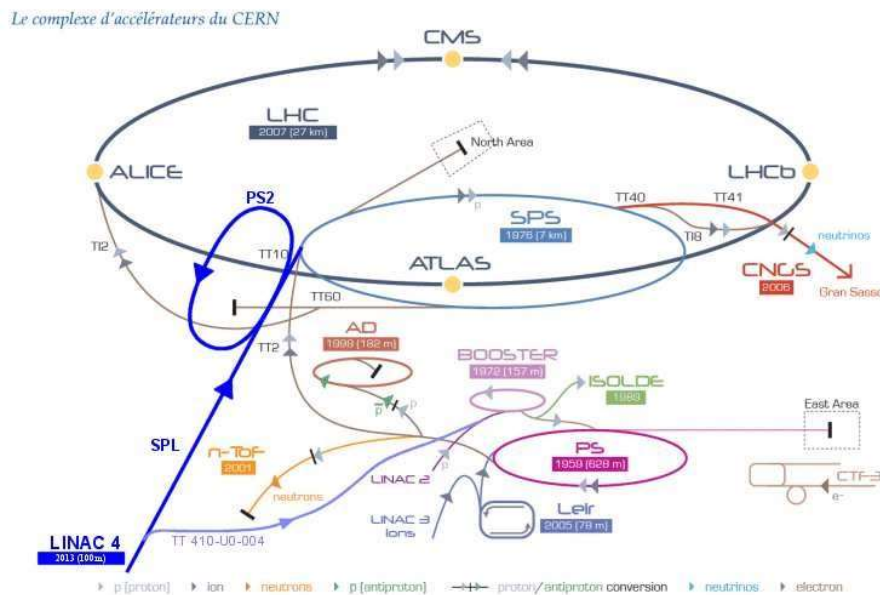 Le complexe d'accélérateurs du CERN
CMS
LHC
2007 (27 km)
North Area
ALICE
LHCb
PS2
TT40
TT41
SPS
1976 (7 km)
p
TI2
TT10
TI8
neutrinos
ATLAS
CNGS
2006
Gran Sasso
TT60
AD
1999 (182 m)
TT2
BOOSTER
1972 (157 m)
ISOLDE
1989
p
p
East Area
SPL
n-ToF
2001
PS
1959 (628 m)
LINAC 2
p
neutrons
CTF3
e-
LINAC 3
ions
Leir
2005 (78 m)
LINAC 4
2013 (100m)
TT 410-U0-004
p [proton]
ion
neutrons
p [antiproton]
proton/antiproton conversion
neutrinos
electron